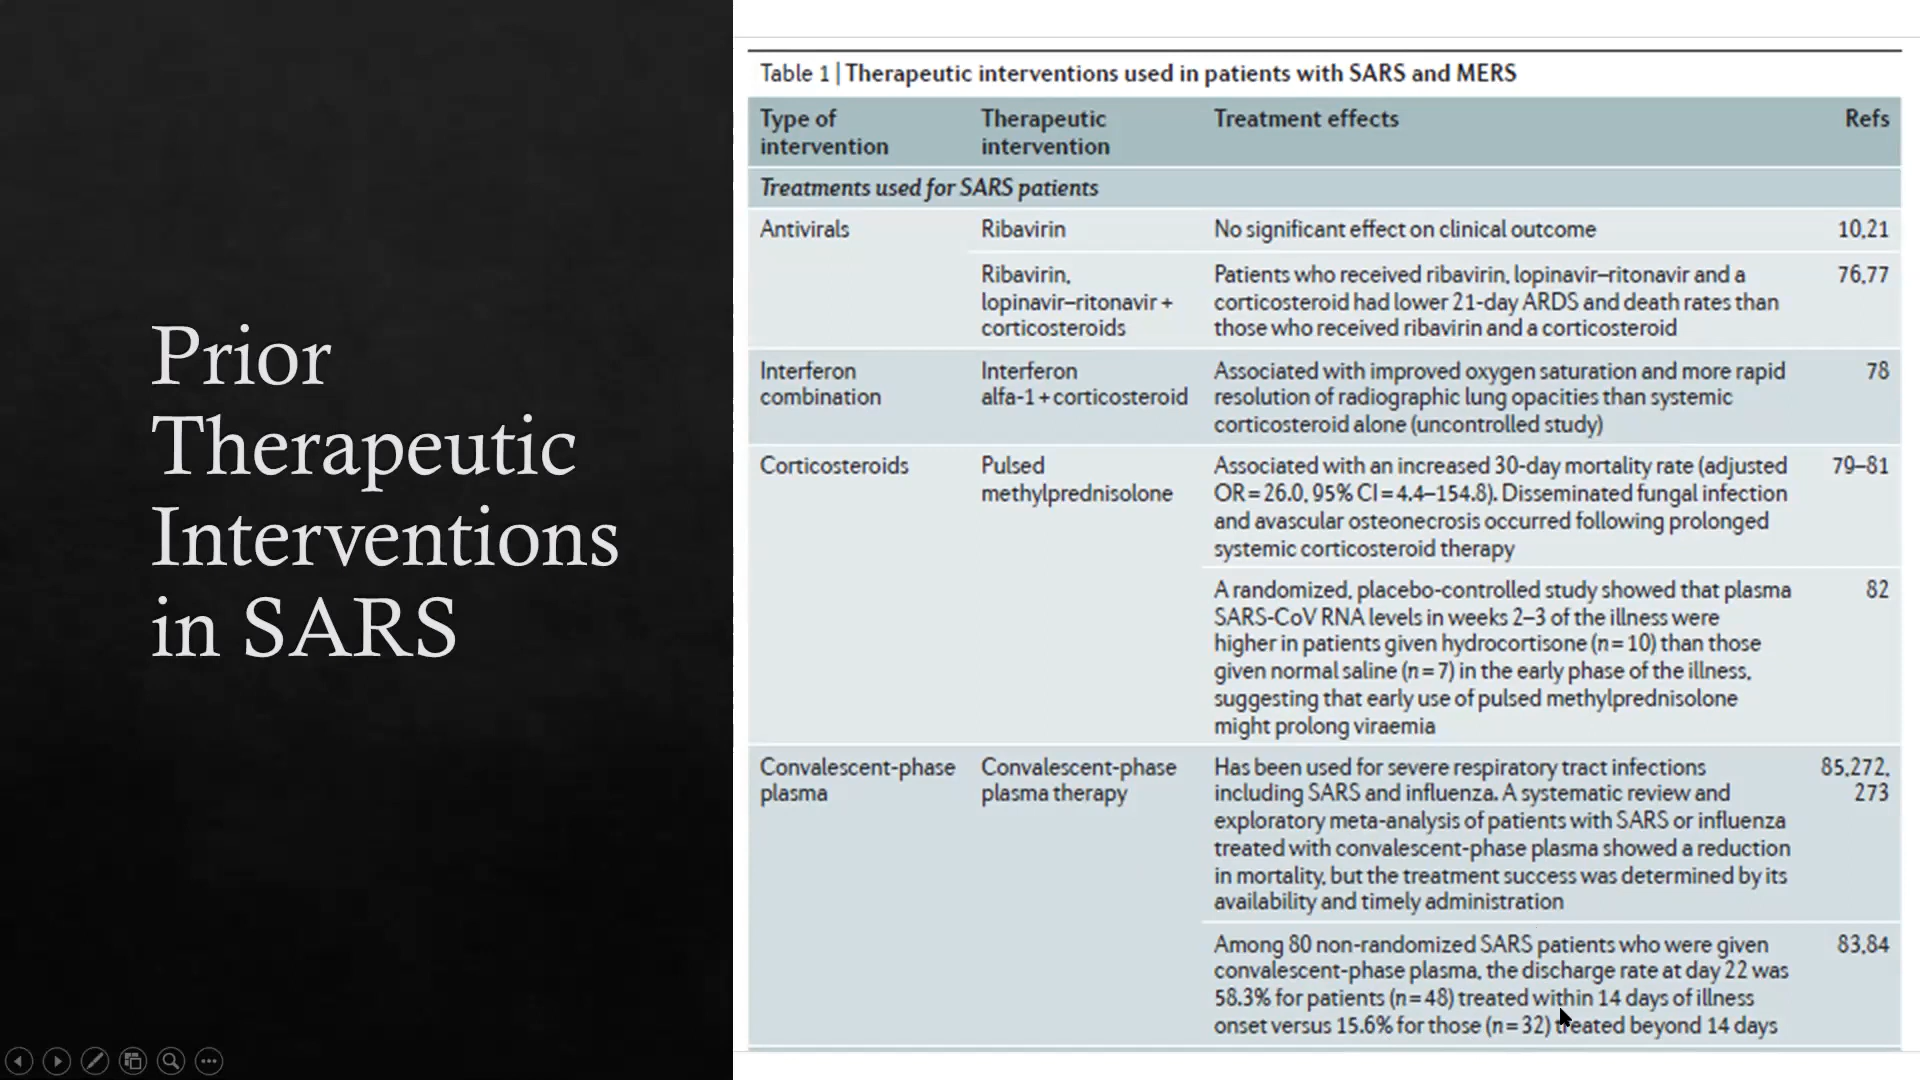 Prior
Therapeutic
Interventions
in SARS
Table 1 | Therapeutic interventions used in patients with SARS and MERS
Type of intervention
Therapeutic intervention
Treatment effects
Refs
Treatments used for SARS patients
Antivirals
Ribavirin
No significant effect on clinical outcome
10,21
Ribavirin,
lopinavir–ritonavir +
corticosteroids
Patients who received ribavirin, lopinavir–ritonavir and a
corticosteroid had lower 21-day ARDS and death rates than
those who received ribavirin and a corticosteroid
76,77
Interferon
combination
Interferon
alfa-1 + corticosteroid
Associated with improved oxygen saturation and more rapid
resolution of radiographic lung opacities than systemic
corticosteroid alone (uncontrolled study)
78
Corticosteroids
Pulsed
methylprednisolone
Associated with an increased 30-day mortality rate (adjusted
OR = 26.0, 95% CI = 4.4–154.8). Disseminated fungal infection
and avascular osteonecrosis occurred following prolonged
systemic corticosteroid therapy
79–81
A randomized, placebo-controlled study showed that plasma
SARS-CoV RNA levels in weeks 2–3 of the illness were
higher in patients given hydrocortisone (n = 10) than those
given normal saline (n = 7) in the early phase of the illness,
suggesting that early use of pulsed methylprednisolone
might prolong viraemia
82
Convalescent-phase
plasma
Convalescent-phase
plasma therapy
Has been used for severe respiratory tract infections
including SARS and influenza. A systematic review and
exploratory meta-analysis of patients with SARS or influenza
treated with convalescent-phase plasma showed a reduction
in mortality, but the treatment success was determined by its
availability and timely administration
85,272,
273
Among 80 non-randomized SARS patients who were given
convalescent-phase plasma, the discharge rate at day 22 was
58.3% for patients (n = 48) treated within 14 days of illness
onset versus 15.6% for those (n = 32) treated beyond 14 days
83,84